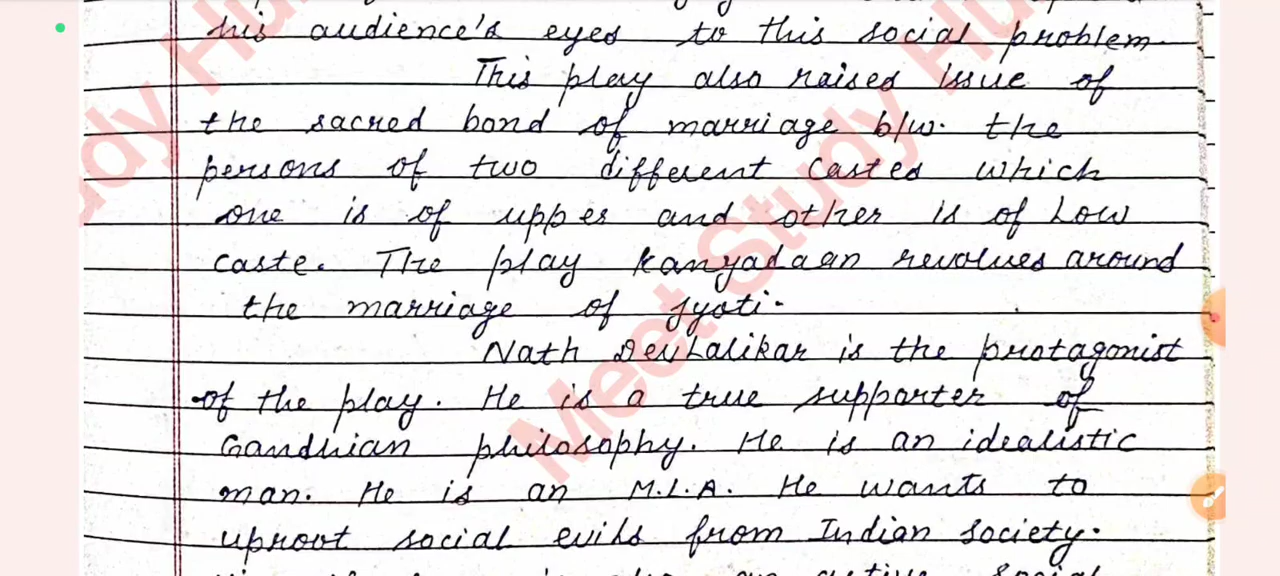 his audience's eyes to this social problem.
This play also raised issue of
the sacred bond of marriage b/w. the
persons of two different castes which
one is of upper and other is of Low
caste. The play Kanyadaan revolves around
the marriage of Jyoti.
Nath Devlalikar is the protagonist
of the play. He is a true supporter of
Gandhian philosophy. He is an idealistic
man. He is an M.L.A. He wants to
uproot social evils from Indian society.
Meet Study Hu